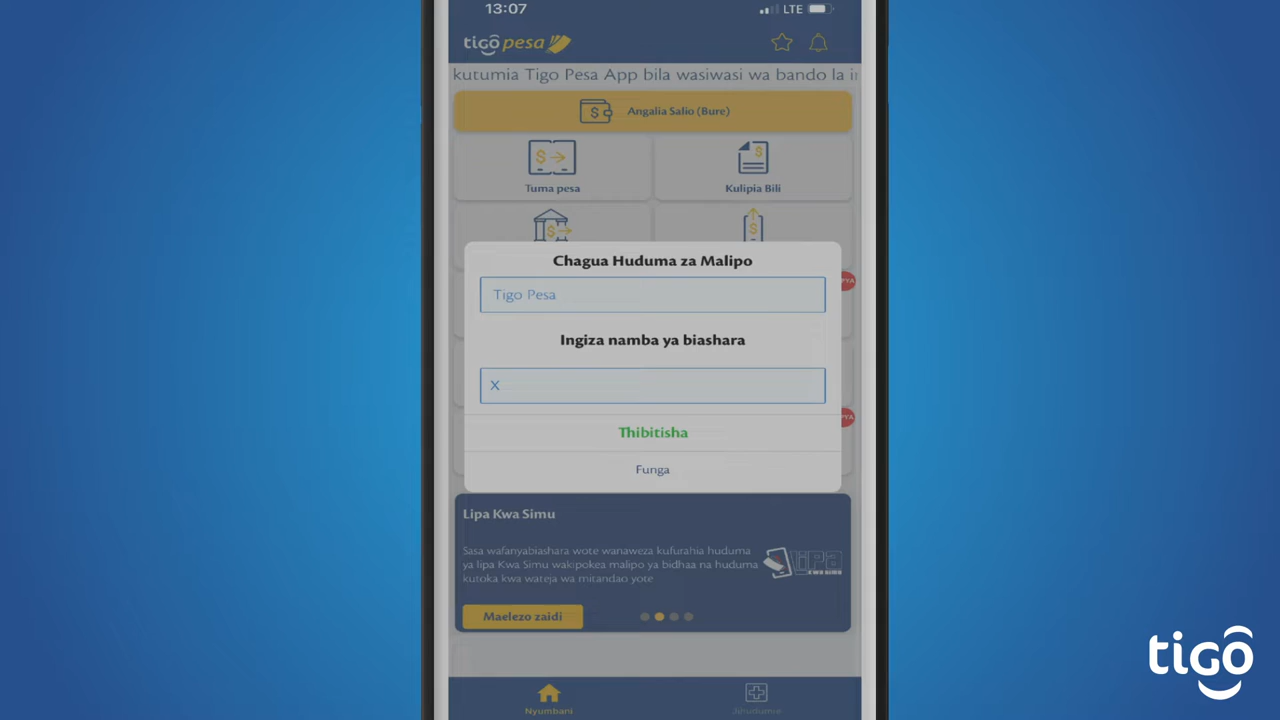 13:07
LTE
tigo pesa
kutumia Tigo Pesa App bila wasiwasi wa bando la
Angalia Salio (Bure)
Tuma pesa
Kulipia Bili
Chagua Huduma za Malipo
Tigo Pesa
Ingiza namba ya biashara
X
Thibitisha
Funga
Lipa Kwa Simu
Sasa wafanyabiashara wote wanaweza kufurahia huduma
ya lipa Kwa Simu wakipokea malipo ya bidhaa na huduma
kutoka kwa wateja wa mitandao yote
LIPA
KWA SIMU
Maelezo zaidi
Nyumbani
tigo